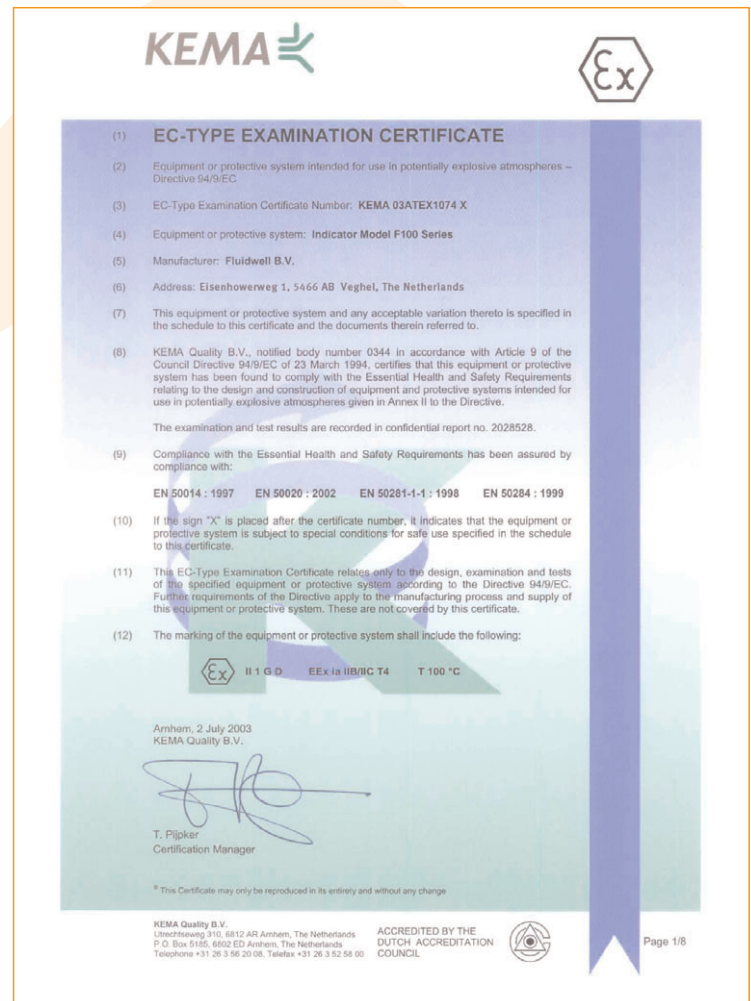 KEMA
Ex
(1) EC-TYPE EXAMINATION CERTIFICATE
(2) Equipment or protective system intended for use in potentially explosive atmospheres –
Directive 94/9/EC
(3) EC-Type Examination Certificate Number: KEMA 03ATEX1074 X
(4) Equipment or protective system: Indicator Model F100 Series
(5) Manufacturer: Fluidwell B.V.
(6) Address: Eisenhowerweg 1, 5466 AB Veghel, The Netherlands
(7) This equipment or protective system and any acceptable variation thereto is specified in
the schedule to this certificate and the documents therein referred to.
(8) KEMA Quality B.V., notified body number 0344 in accordance with Article 9 of the
Council Directive 94/9/EC of 23 March 1994, certifies that this equipment or protective
system has been found to comply with the Essential Health and Safety Requirements
relating to the design and construction of equipment and protective systems intended for
use in potentially explosive atmospheres given in Annex II to the Directive.
The examination and test results are recorded in confidential report no. 2028528.
(9) Compliance with the Essential Health and Safety Requirements has been assured by
compliance with:
EN 50014 : 1997 EN 50020 : 2002 EN 50281-1-1 : 1998 EN 50284 : 1999
(10) If the sign "X" is placed after the certificate number, it indicates that the equipment or
protective system is subject to special conditions for safe use specified in the schedule
to this certificate.
(11) This EC-Type Examination Certificate relates only to the design, examination and tests
of the specified equipment or protective system according to the Directive 94/9/EC.
Further requirements of the Directive apply to the manufacturing process and supply of
this equipment or protective system. These are not covered by this certificate.
(12) The marking of the equipment or protective system shall include the following:
Ex II 1 G D EEx ia IIB/IIC T4 T 100 °C
Arnhem, 2 July 2003
KEMA Quality B.V.
T. Pijpker
Certification Manager
® This Certificate may only be reproduced in its entirety and without any change
KEMA Quality B.V.
Utrechtseweg 310, 6812 AR Arnhem, The Netherlands
P.O. Box 5185, 6802 ED Arnhem, The Netherlands
Telephone +31 26 3 56 20 08, Telefax +31 26 3 52 58 00
ACCREDITED BY THE
DUTCH ACCREDITATION
COUNCIL
Page 1/8